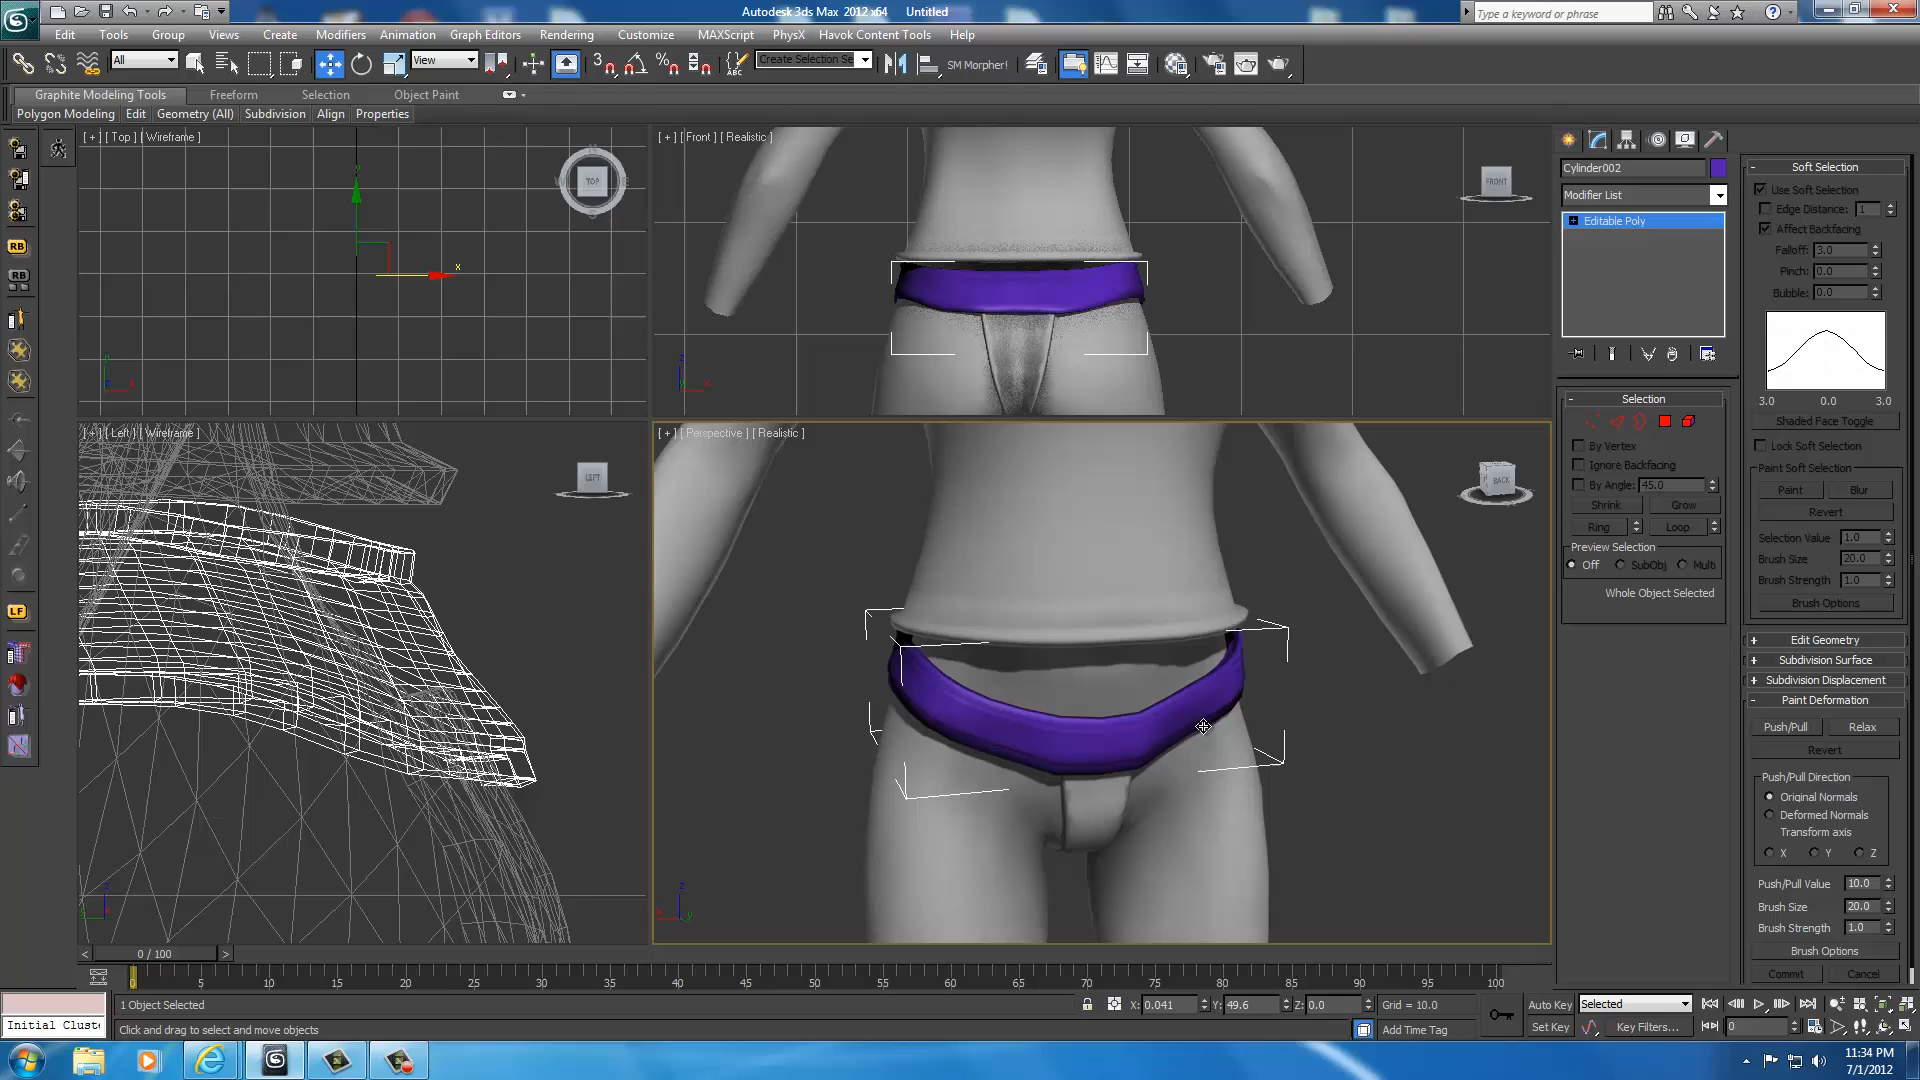 Autodesk 3ds Max 2012 x64 Untitled
Type a keyword or phrase
Edit Tools Group Views Create Modifiers Animation Graph Editors Rendering Customize MAXScript PhysX Havok Content Tools Help
All
View
3
ABC
Create Selection Se
SM Morpher!
Graphite Modeling Tools Freeform Selection Object Paint
Polygon Modeling Edit Geometry (All) Subdivision Align Properties
[ + ] [ Top ] [ Wireframe ]
TOP
y
x
[ + ] [ Front ] [ Realistic ]
FRONT
[ + ] [ Left ] [ Wireframe ]
LEFT
[ + ] [ Perspective ] [ Realistic ]
BACK
RB
RB
LF
Cylinder002
Modifier List
Editable Poly
Selection
By Vertex
Ignore Backfacing
By Angle: 45.0
Shrink Grow
Ring Loop
Preview Selection
Off SubObj Multi
Whole Object Selected
Soft Selection
Use Soft Selection
Edge Distance: 1
Affect Backfacing
Falloff: 3.0
Pinch: 0.0
Bubble: 0.0
3.0 0.0 3.0
Shaded Face Toggle
Lock Soft Selection
Paint Soft Selection
Paint Blur
Revert
Selection Value 1.0
Brush Size 20.0
Brush Strength 1.0
Brush Options
Edit Geometry
Subdivision Surface
Subdivision Displacement
Paint Deformation
Push/Pull Relax
Revert
Push/Pull Direction
Original Normals
Deformed Normals
Transform axis
X Y Z
Push/Pull Value 10.0
Brush Size 20.0
Brush Strength 1.0
Brush Options
Commit Cancel
< 0 / 100 >
0 5 10 15 20 25 30 35 40 45 50 55 60 65 70 75 80 85 90 95 100
1 Object Selected
X: 0.041 Y: 49.6 Z: 0.0 Grid = 10.0
Auto Key Selected
Initial Cluste
Click and drag to select and move objects
Add Time Tag
Set Key Key Filters... 0
11:34 PM
7/1/2012